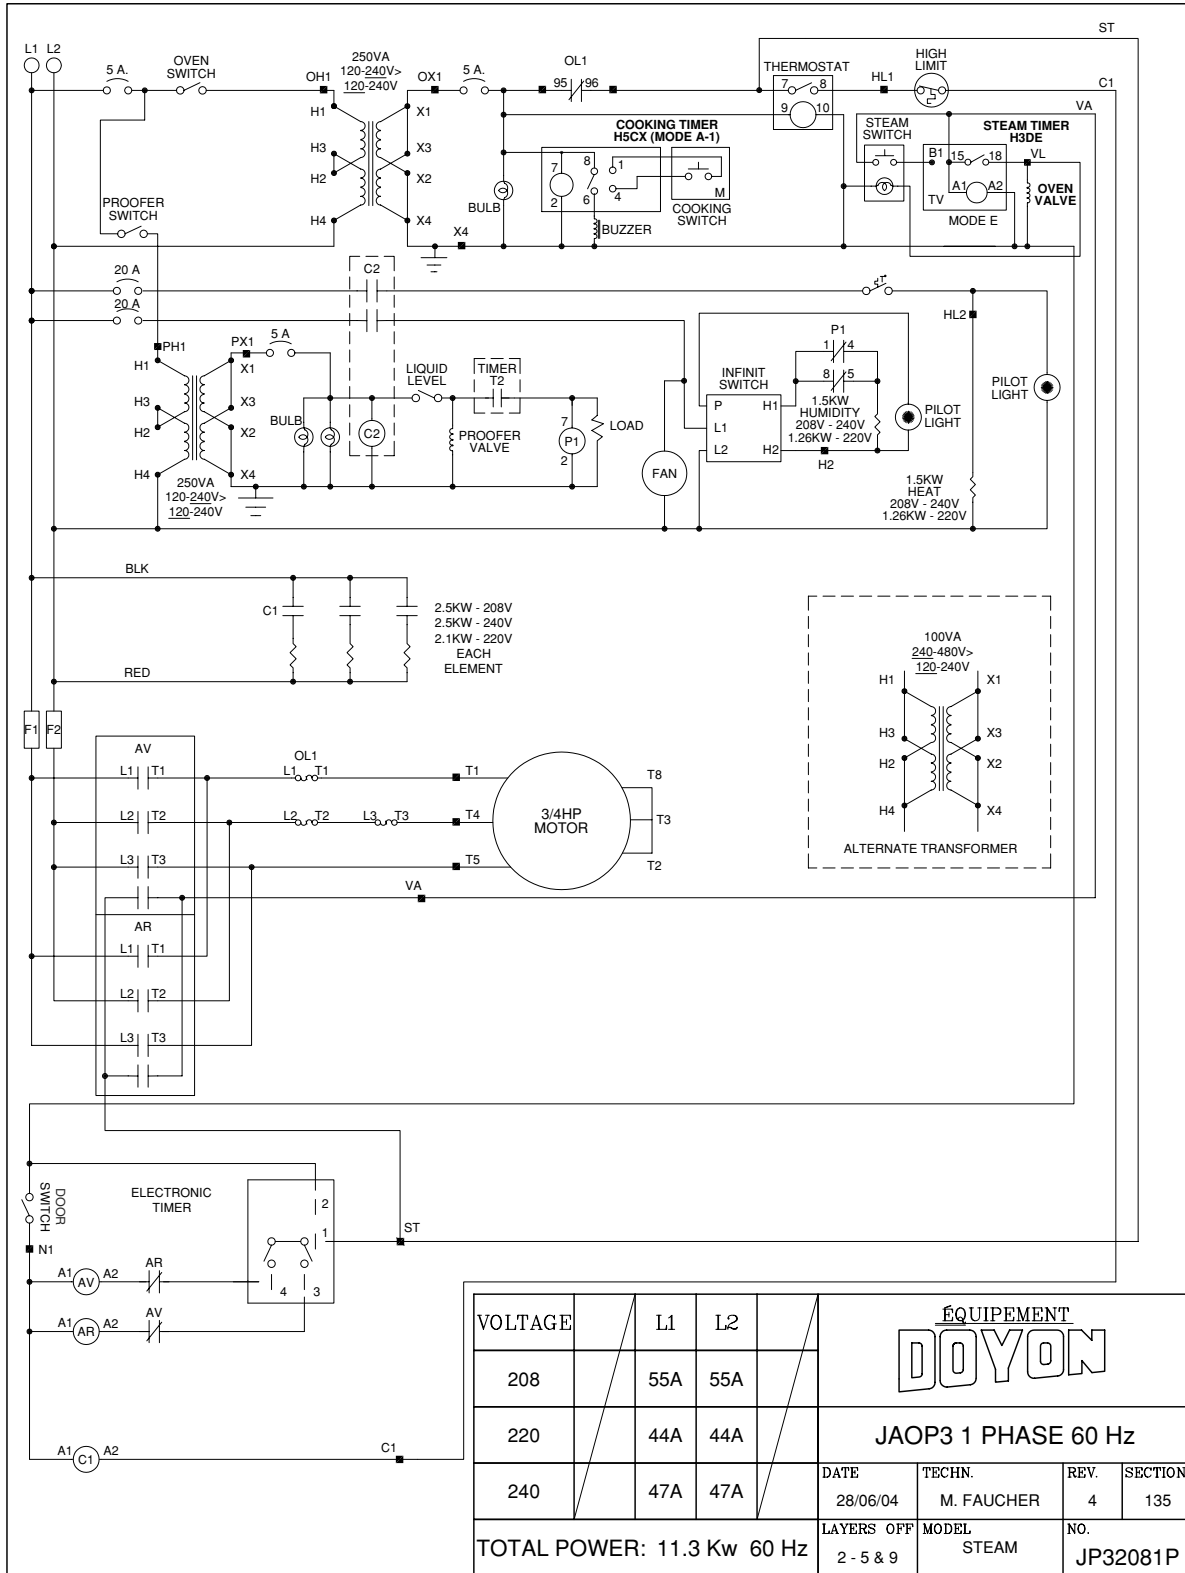 ST
L1 L2
5 A.
OVEN
SWITCH
OH1
250VA
120-240V>
120-240V
OX1
5 A.
OL1
95 96
THERMOSTAT
7 8
9 10
HL1
HIGH
LIMIT
C1
VA
H1
H3
H2
H4
X1
X3
X2
X4
BULB
X4
COOKING TIMER
H5CX (MODE A-1)
7
2
8
6
1
4
M
COOKING
SWITCH
BUZZER
STEAM
SWITCH
STEAM TIMER
H3DE
B1
15 18
VL
A1 A2
TV
MODE E
OVEN
VALVE
PROOFER
SWITCH
20 A
20 A
C2
HL2
PH1
PX1
5 A
H1
H3
H2
H4
X1
X3
X2
X4
250VA
120-240V>
120-240V
BULB
C2
LIQUID
LEVEL
TIMER
T2
PROOFER
VALVE
7
P1
2
LOAD
FAN
INFINIT
SWITCH
P
L1
L2
H1
H2
P1
1 4
8 5
1.5KW
HUMIDITY
208V - 240V
1.26KW - 220V
H2
PILOT
LIGHT
PILOT
LIGHT
1.5KW
HEAT
208V - 240V
1.26KW - 220V
BLK
C1
2.5KW - 208V
2.5KW - 240V
2.1KW - 220V
EACH
ELEMENT
RED
100VA
240-480V>
120-240V
H1
H3
H2
H4
X1
X3
X2
X4
ALTERNATE TRANSFORMER
F1 F2
AV
L1 T1
L2 T2
L3 T3
OL1
L1 T1
L2 T2 L3 T3
T1
T4
T5
3/4HP
MOTOR
T8
T3
T2
VA
AR
L1 T1
L2 T2
L3 T3
DOOR
SWITCH
ELECTRONIC
TIMER
2
1
4 3
ST
N1
A1 AV A2
AR
A1 AR A2
AV
A1 C1 A2
C1
VOLTAGE L1 L2
208 55A 55A
220 44A 44A
240 47A 47A
TOTAL POWER: 11.3 Kw 60 Hz
ÉQUIPEMENT
DOYON
JAOP3 1 PHASE 60 Hz
DATE TECHN. REV. SECTION
28/06/04 M. FAUCHER 4 135
LAYERS OFF MODEL NO.
2 - 5 & 9 STEAM JP32081P